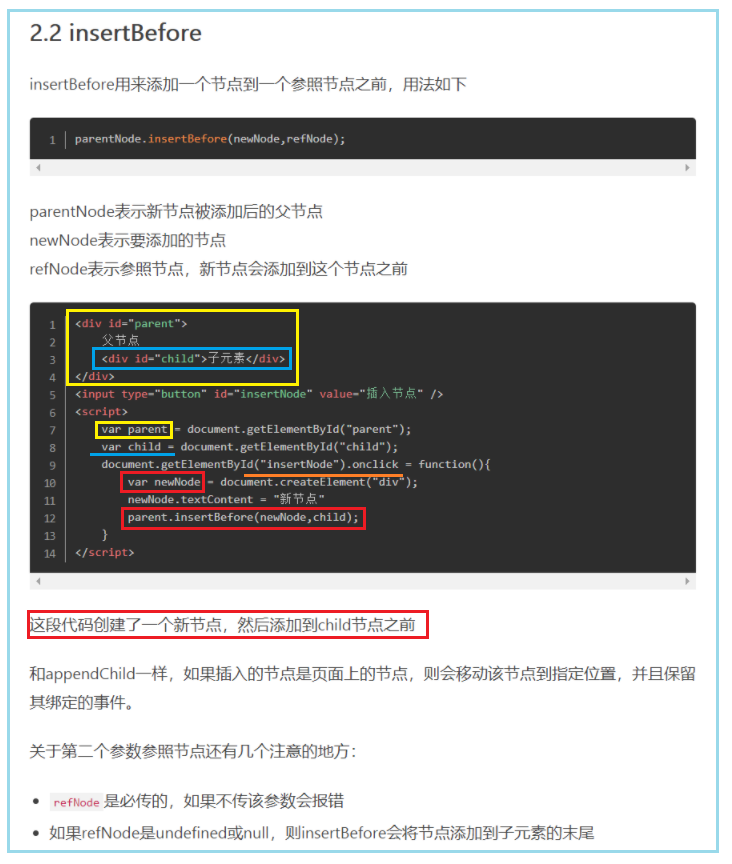 2.2 insertBefore
insertBefore用来添加一个节点到一个参照节点之前，用法如下
1 parentNode.insertBefore(newNode,refNode);
parentNode表示新节点被添加后的父节点
newNode表示要添加的节点
refNode表示参照节点，新节点会添加到这个节点之前
1 <div id="parent">
2 父节点
3 <div id="child">子元素</div>
4 </div>
5 <input type="button" id="insertNode" value="插入节点" />
6 <script>
7 var parent = document.getElementById("parent");
8 var child = document.getElementById("child");
9 document.getElementById("insertNode").onclick = function(){
10 var newNode = document.createElement("div");
11 newNode.textContent = "新节点"
12 parent.insertBefore(newNode,child);
13 }
14 </script>
这段代码创建了一个新节点，然后添加到child节点之前
和appendChild一样，如果插入的节点是页面上的节点，则会移动该节点到指定位置，并且保留
其绑定的事件。
关于第二个参数参照节点还有几个注意的地方：
• refNode是必传的，如果不传该参数会报错
• 如果refNode是undefined或null，则insertBefore会将节点添加到子元素的末尾